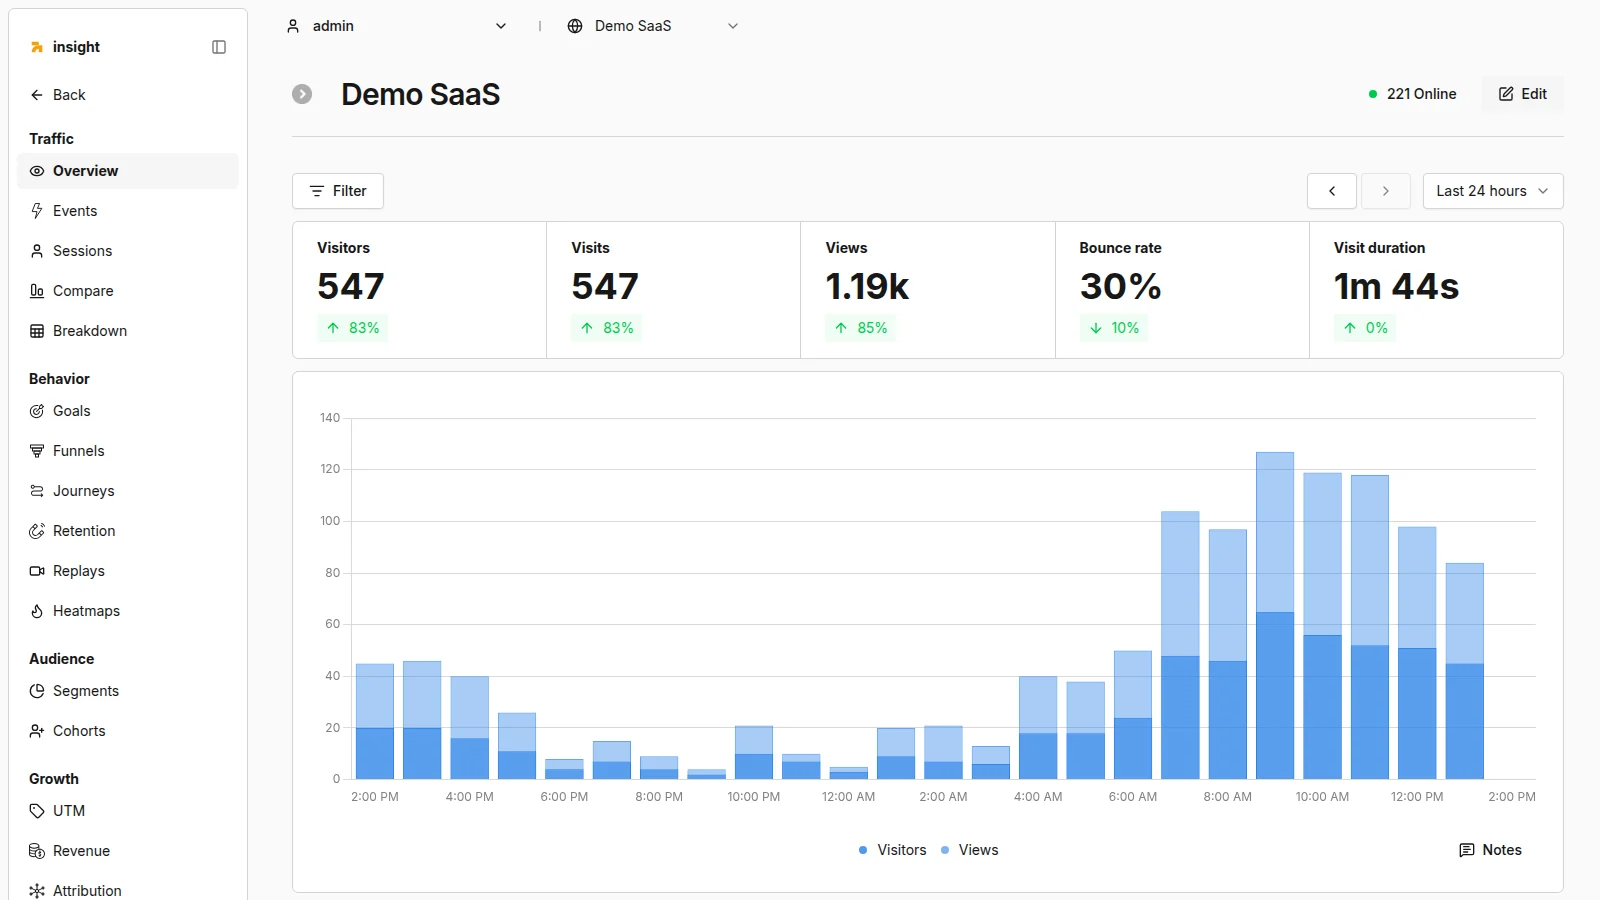 insight
Back
Traffic
Overview
Events
Sessions
Compare
Breakdown
Behavior
Goals
Funnels
Journeys
Retention
Replays
Heatmaps
Audience
Segments
Cohorts
Growth
UTM
Revenue
Attribution
admin
Demo SaaS
Demo SaaS
221 Online
Edit
Filter
Last 24 hours
Visitors
547
83%
Visits
547
83%
Views
1.19k
85%
Bounce rate
30%
10%
Visit duration
1m 44s
0%
140
120
100
80
60
40
20
0
2:00 PM 4:00 PM 6:00 PM 8:00 PM 10:00 PM 12:00 AM 2:00 AM 4:00 AM 6:00 AM 8:00 AM 10:00 AM 12:00 PM 2:00 PM
Visitors Views
Notes